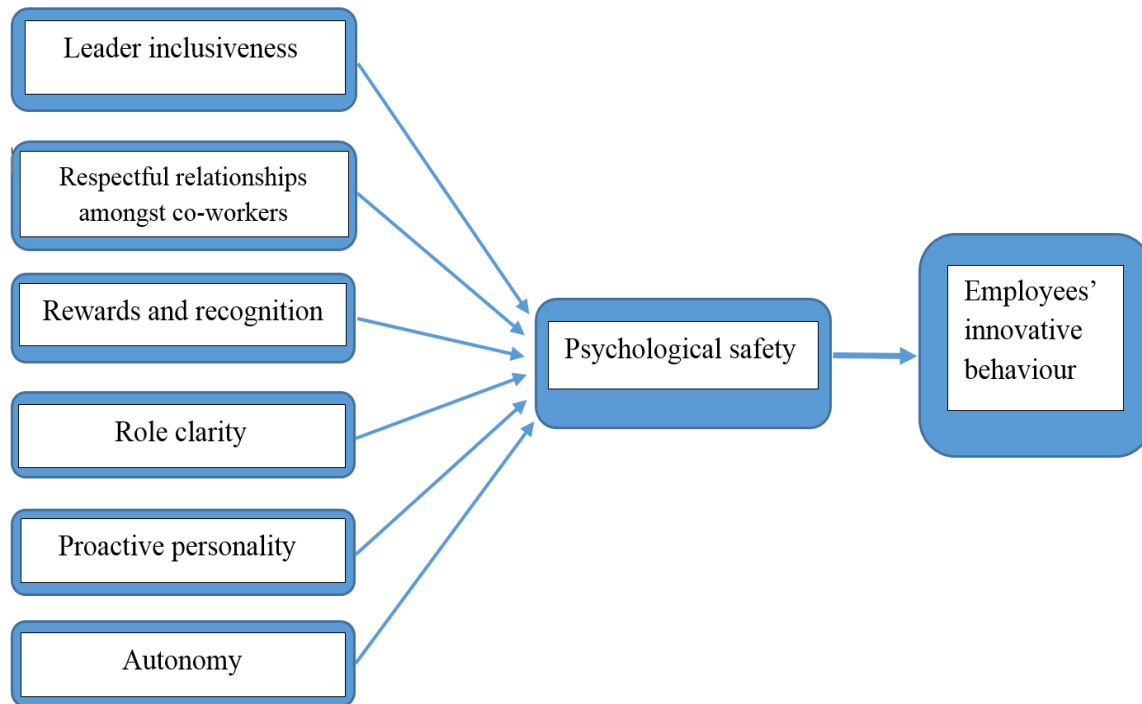 Leader inclusiveness
Respectful relationships
amongst co-workers
Rewards and recognition
Role clarity
Proactive personality
Autonomy
Psychological safety
Employees’
innovative
behaviour